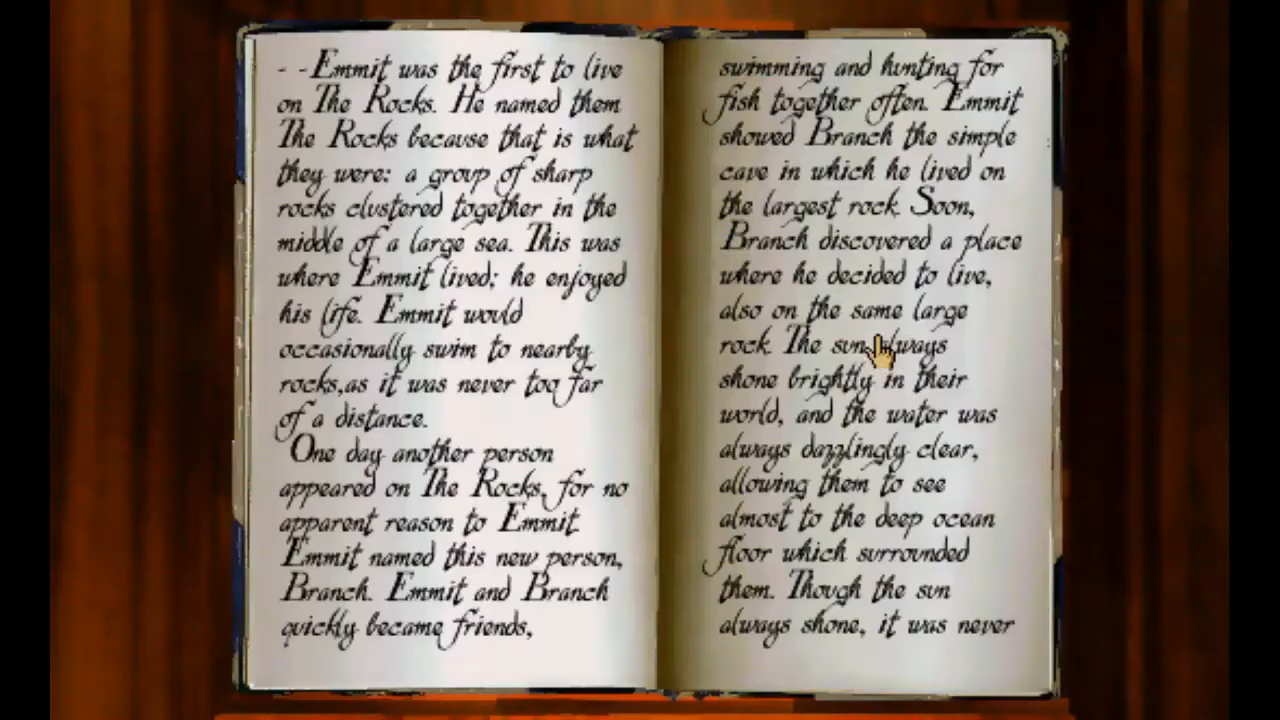 - -Emmit was the first to live
on The Rocks. He named them
The Rocks because that is what
they were: a group of sharp
rocks clustered together in the
middle of a large sea. This was
where Emmit lived; he enjoyed
his life. Emmit would
occasionally swim to nearby
rocks,as it was never too far
of a distance.
One day another person
appeared on The Rocks, for no
apparent reason to Emmit.
Emmit named this new person,
Branch. Emmit and Branch
quickly became friends,
swimming and hunting for
fish together often. Emmit
showed Branch the simple
cave in which he lived on
the largest rock. Soon,
Branch discovered a place
where he decided to live,
also on the same large
rock. The sun always
shone brightly in their
world, and the water was
always dazzlingly clear,
allowing them to see
almost to the deep ocean
floor which surrounded
them. Though the sun
always shone, it was never